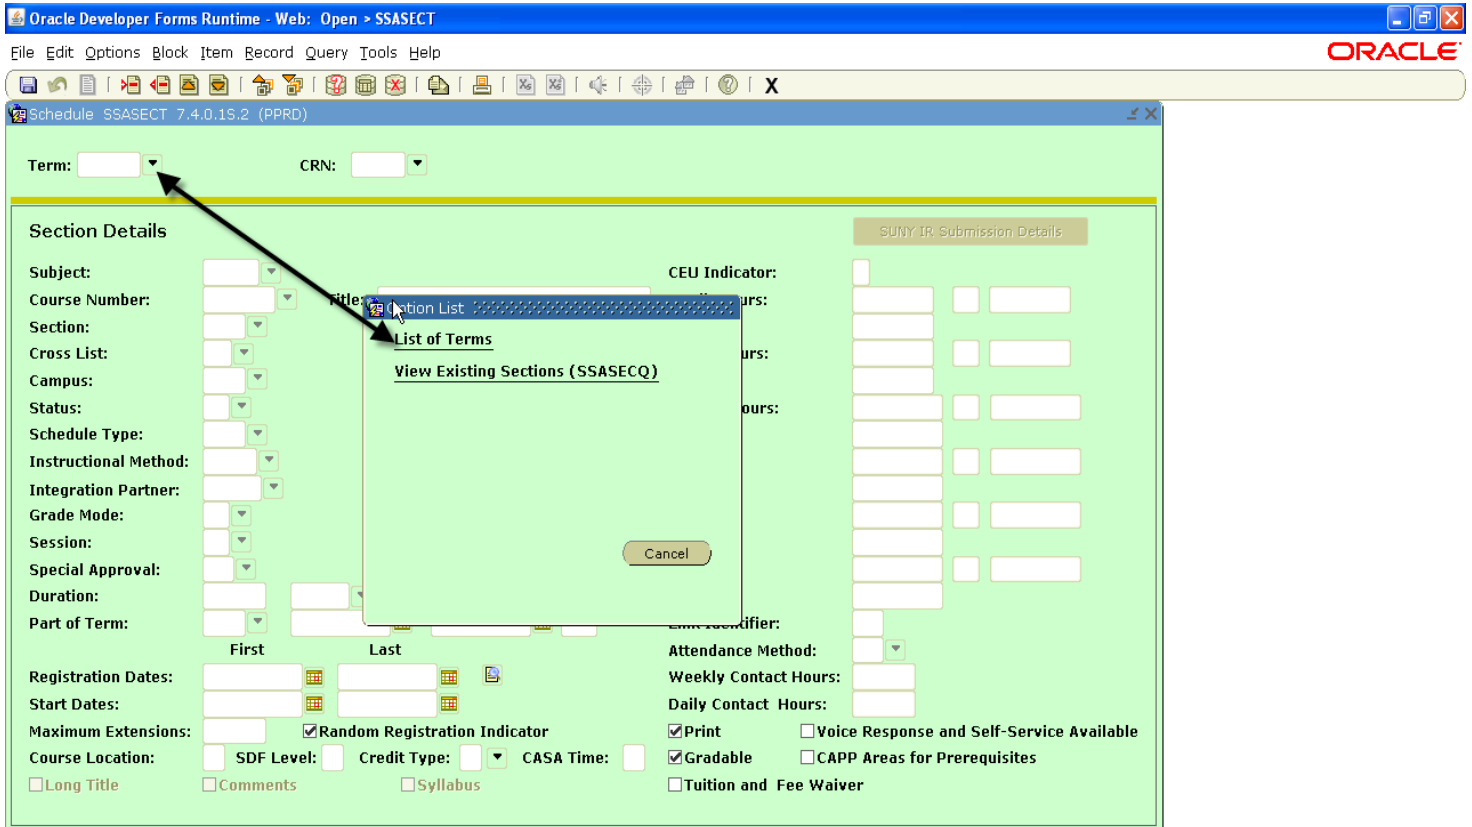 Oracle Developer Forms Runtime - Web: Open > SSASECT
File Edit Options Block Item Record Query Tools Help
ORACLE
X
Schedule SSASECT 7.4.0.1S.2 (PPRD)
Term: CRN:
Section Details
SUNY IR Submission Details
Subject: CEU Indicator:
Course Number: Title: urs:
Option List
Section:
List of Terms
Cross List: urs:
View Existing Sections (SSASECQ)
Campus:
Status: ours:
Schedule Type:
Instructional Method:
Integration Partner:
Grade Mode:
Session:
Cancel
Special Approval:
Duration:
Part of Term: Link Identifier:
First Last Attendance Method:
Registration Dates: Weekly Contact Hours:
Start Dates: Daily Contact Hours:
Maximum Extensions: Random Registration Indicator Print Voice Response and Self-Service Available
Course Location: SDF Level: Credit Type: CASA Time: Gradable CAPP Areas for Prerequisites
Long Title Comments Syllabus Tuition and Fee Waiver